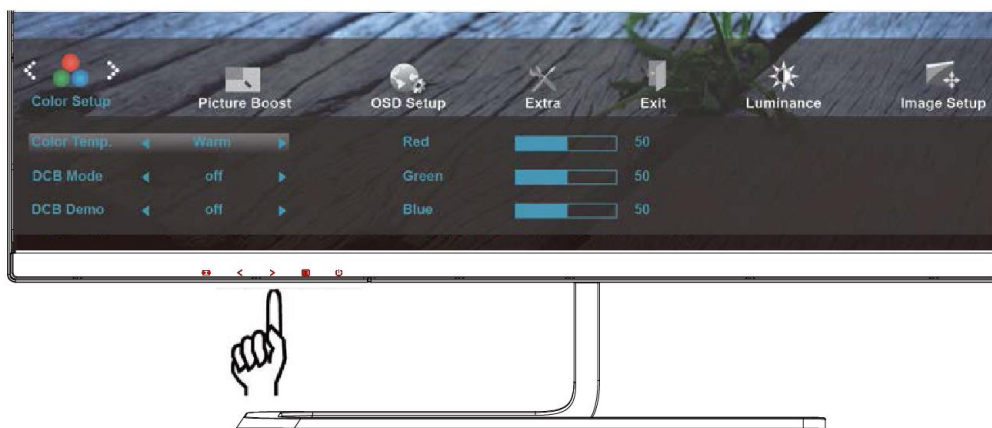 Color Setup Picture Boost OSD Setup Extra Exit Luminance Image Setup
Color Temp. Warm Red 50
DCB Mode off Green 50
DCB Demo off Blue 50